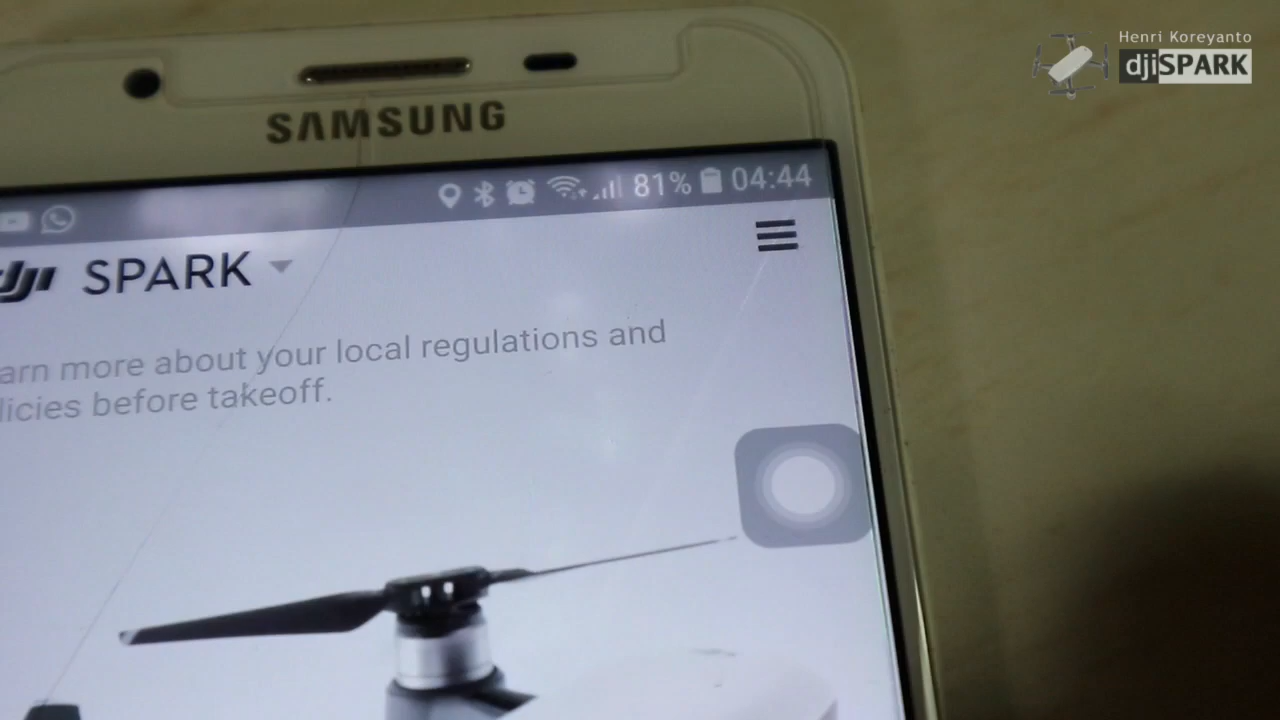 Henri Koreyanto
djiSPARK
SAMSUNG
81% 04:44
dji SPARK
arn more about your local regulations and
licies before takeoff.